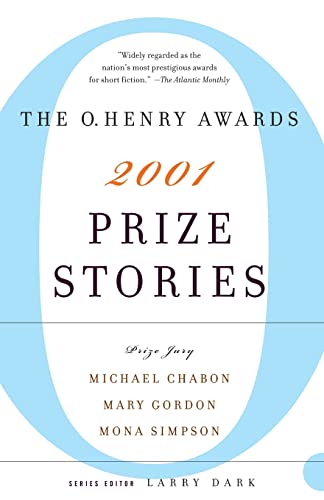 "Widely regarded as the
nation's most prestigious awards
for short fiction." —The Atlantic Monthly
THE O. HENRY AWARDS
2001
PRIZE
STORIES
Prize Jury
MICHAEL CHABON
MARY GORDON
MONA SIMPSON
SERIES EDITOR LARRY DARK